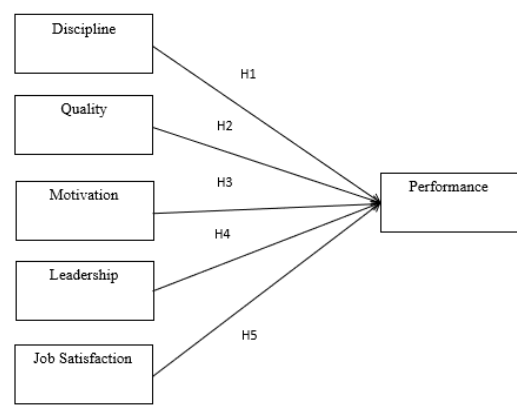 Discipline
H1
Quality
H2
Motivation
H3
Performance
H4
Leadership
H5
Job Satisfaction